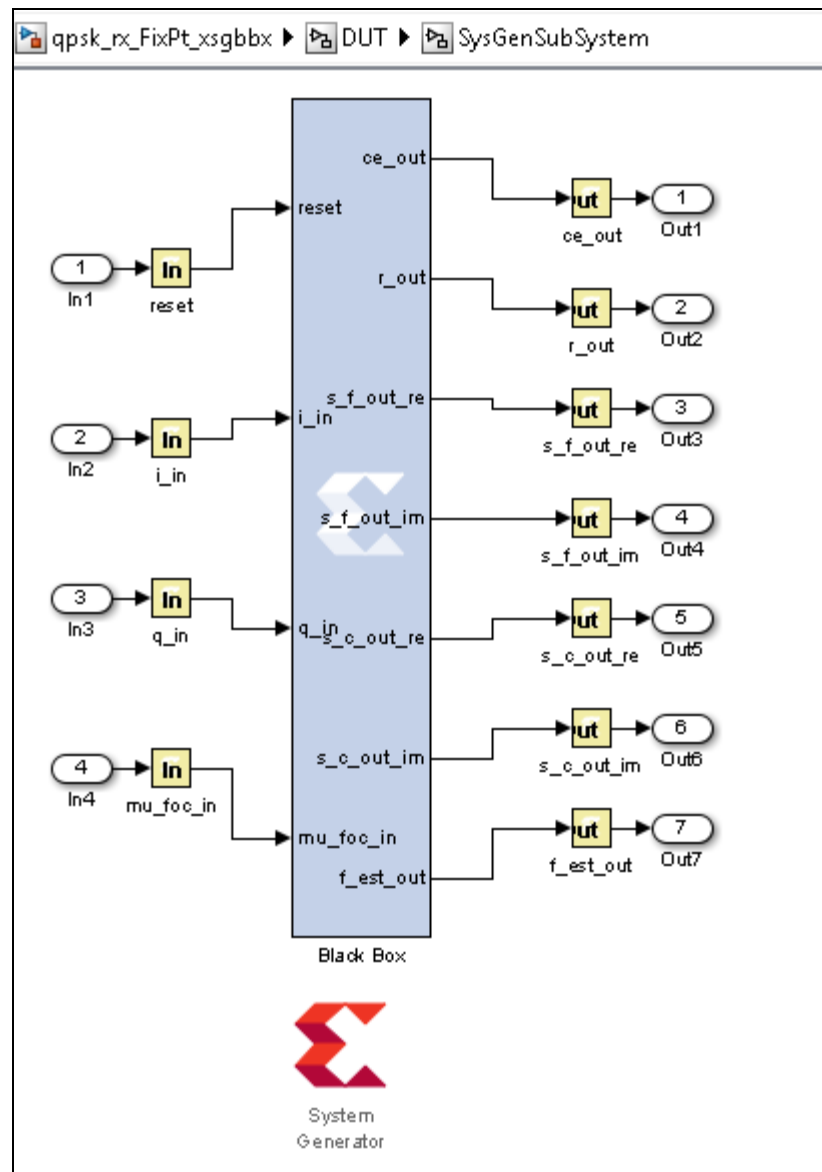 qpsk_rx_FixPt_xsgbbx DUT SysGenSubSystem
ce_out
reset
1
In1
In
reset
ut
ce_out
1
Out1
r_out
ut
r_out
2
Out2
s_f_out_re
i_in
2
In2
In
i_in
ut
s_f_out_re
3
Out3
s_f_out_im
ut
s_f_out_im
4
Out4
3
In3
In
q_in
q_in
s_c_out_re
ut
s_c_out_re
5
Out5
s_c_out_im
ut
s_c_out_im
6
Out6
4
In4
In
mu_foc_in
mu_foc_in
f_est_out
ut
f_est_out
7
Out7
Black Box
System
Generator